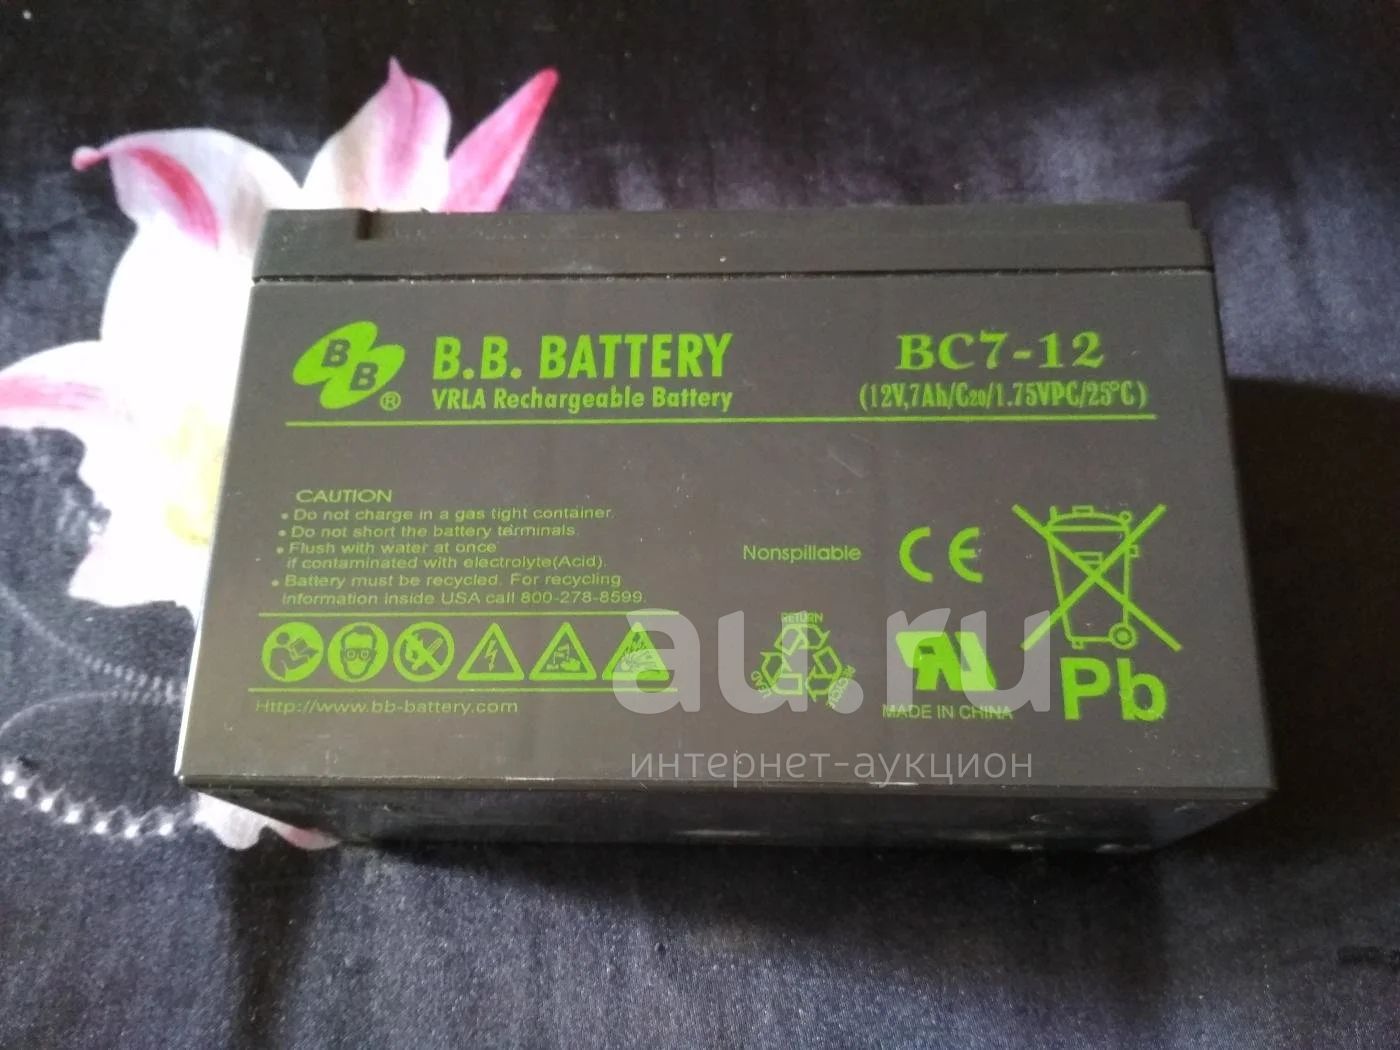 B B ®
B.B. BATTERY
VRLA Rechargeable Battery
BC7-12
(12V,7Ah/C20/1.75VPC/25°C)
CAUTION
• Do not charge in a gas tight container.
• Do not short the battery terminals.
• Flush with water at once
if contaminated with electrolyte(Acid).
• Battery must be recycled. For recycling
information inside USA call 800-278-8599.
Http://www.bb-battery.com
Nonspillable
CE
RETURN
RECYCLE
MADE IN CHINA
Pb
au.ru
интернет-аукцион